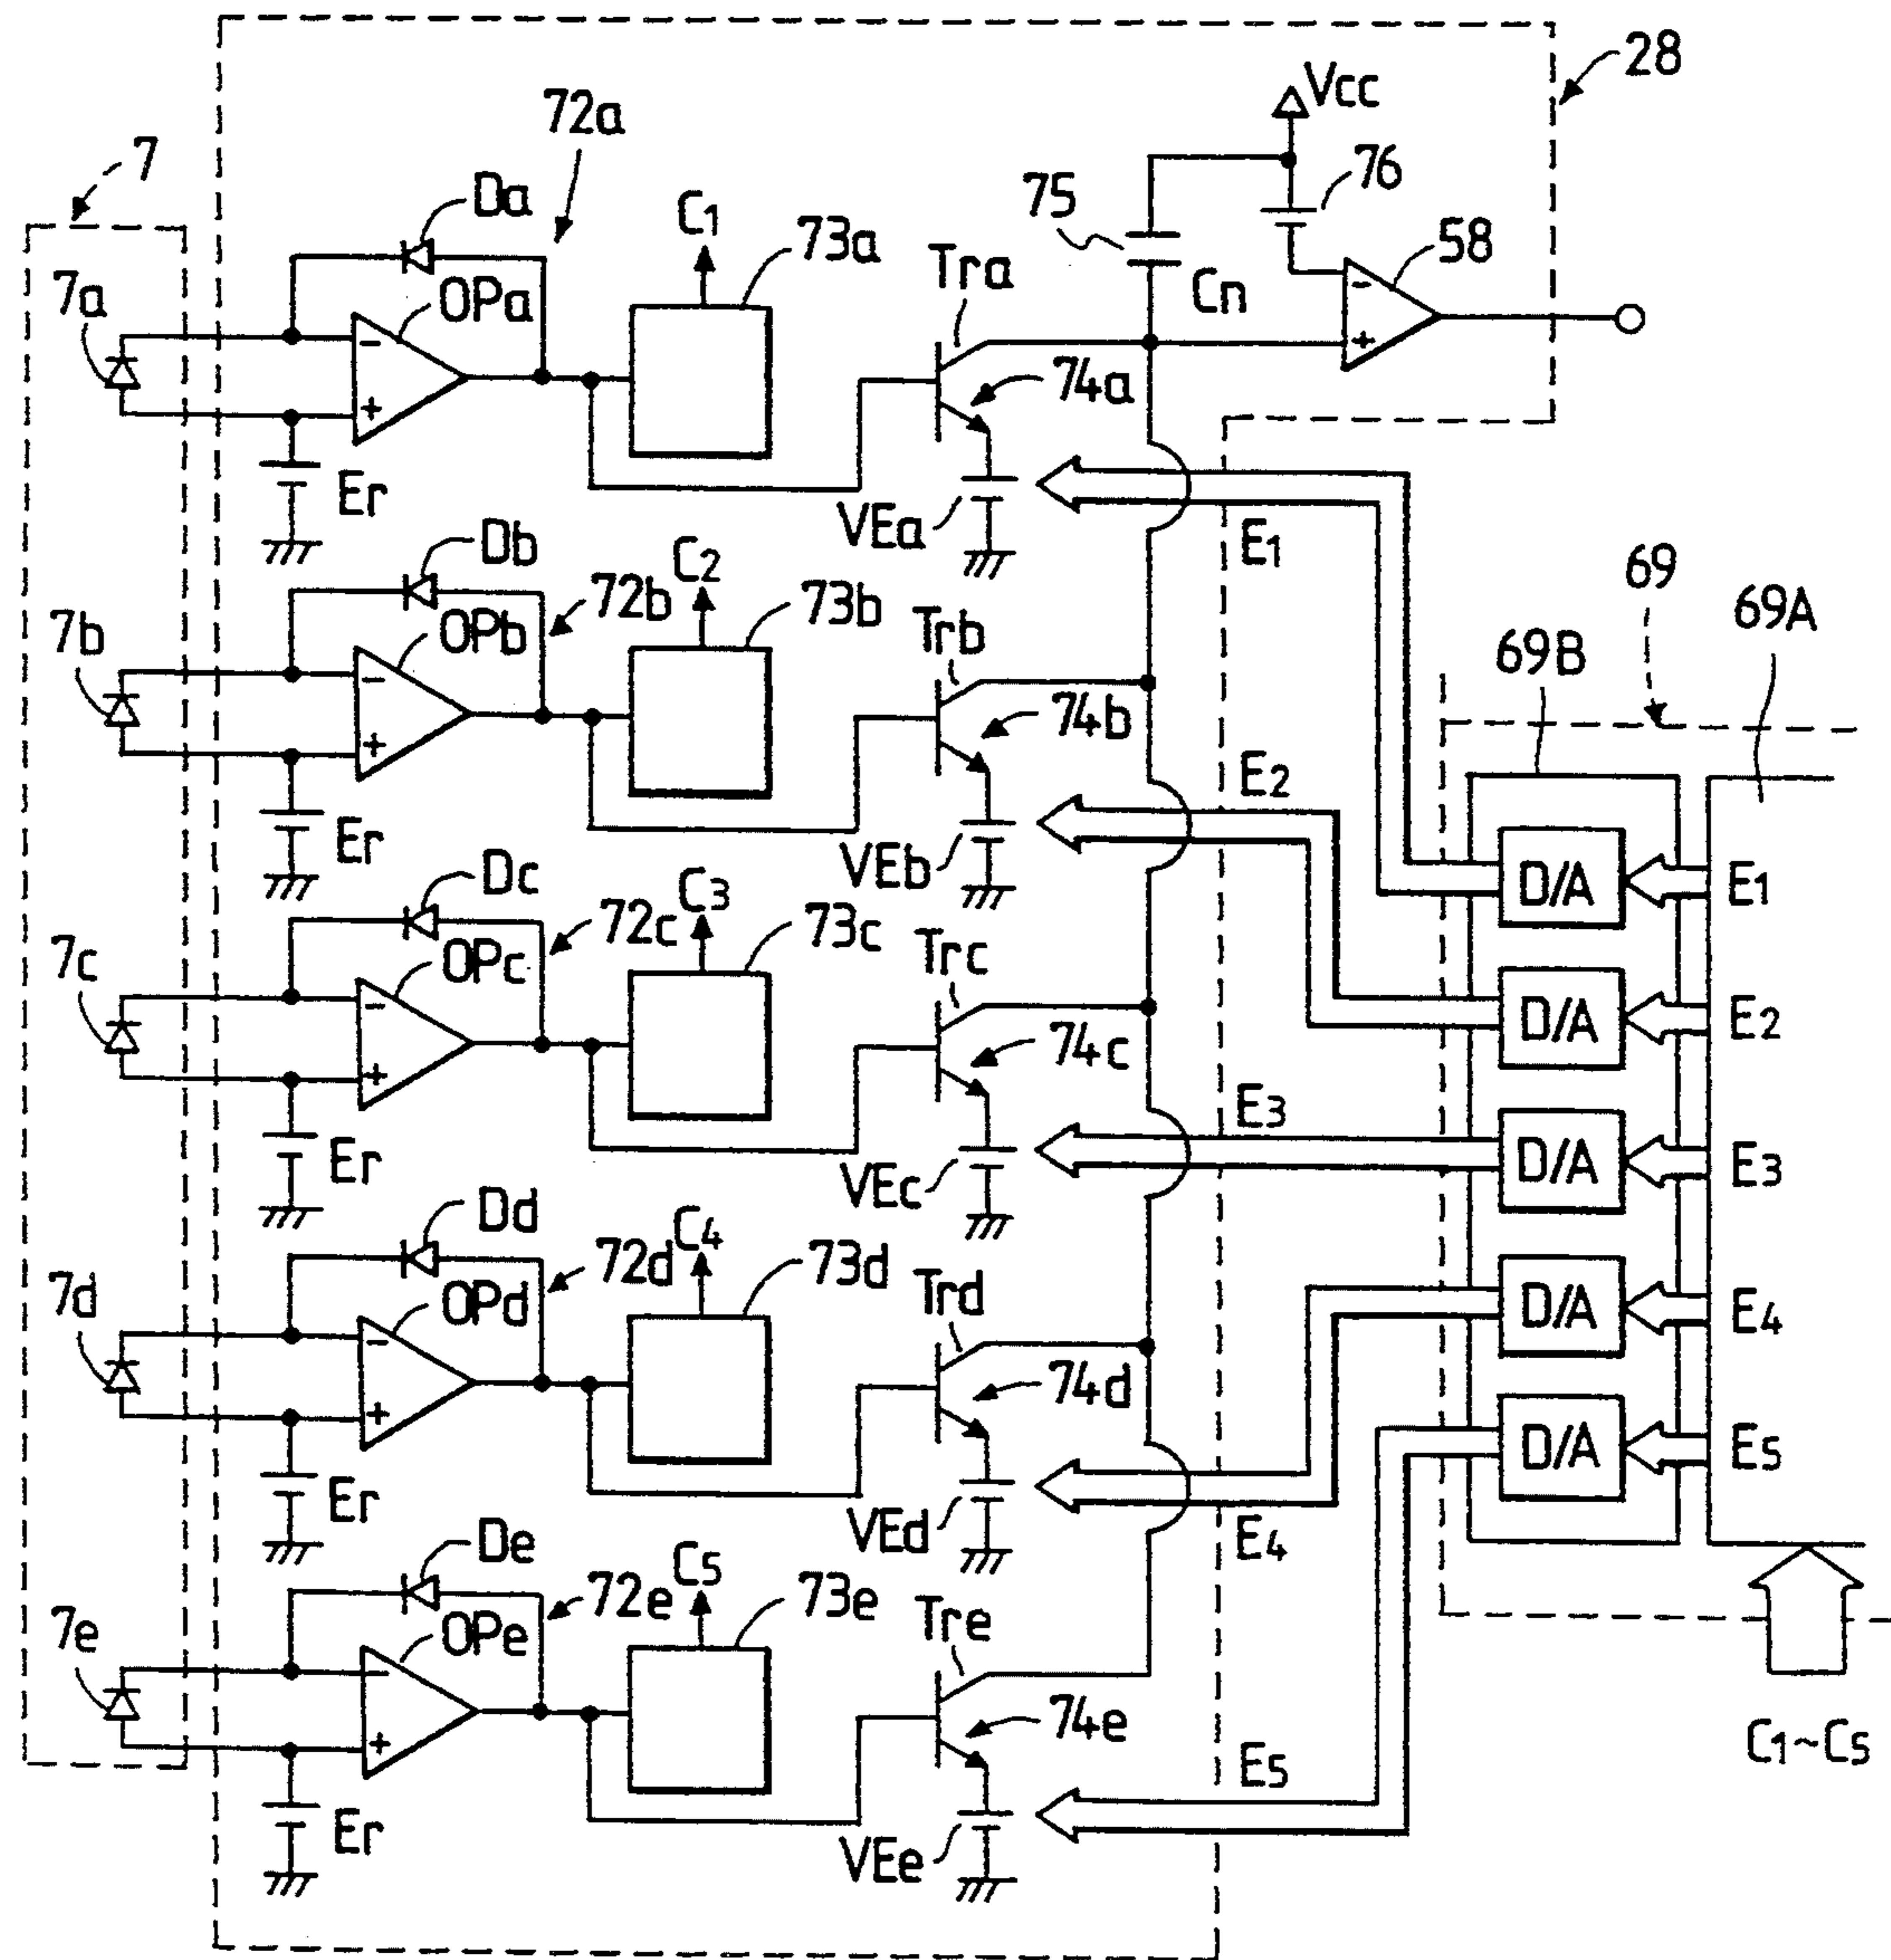 28
Vcc
72a
7
Da
75
76
C1
73a
58
7a
OPa
Tra
Cn
-
+
-
+
74a
Er
VEa
E1
Db
C2
69
72b
73b
69A
7b
OPb
Trb
69B
-
+
74b
E2
Er
VEb
D/A
E1
Dc
C3
72c
73c
7c
OPc
Trc
D/A
E2
-
+
74c
E3
Er
VEc
D/A
E3
Dd
C4
72d
73d
7d
OPd
Trd
D/A
E4
-
+
74d
Er
VEd
E4
D/A
E5
De
C5
72e
73e
7e
OPe
Tre
-
+
74e
C1~C5
E5
Er
VEe